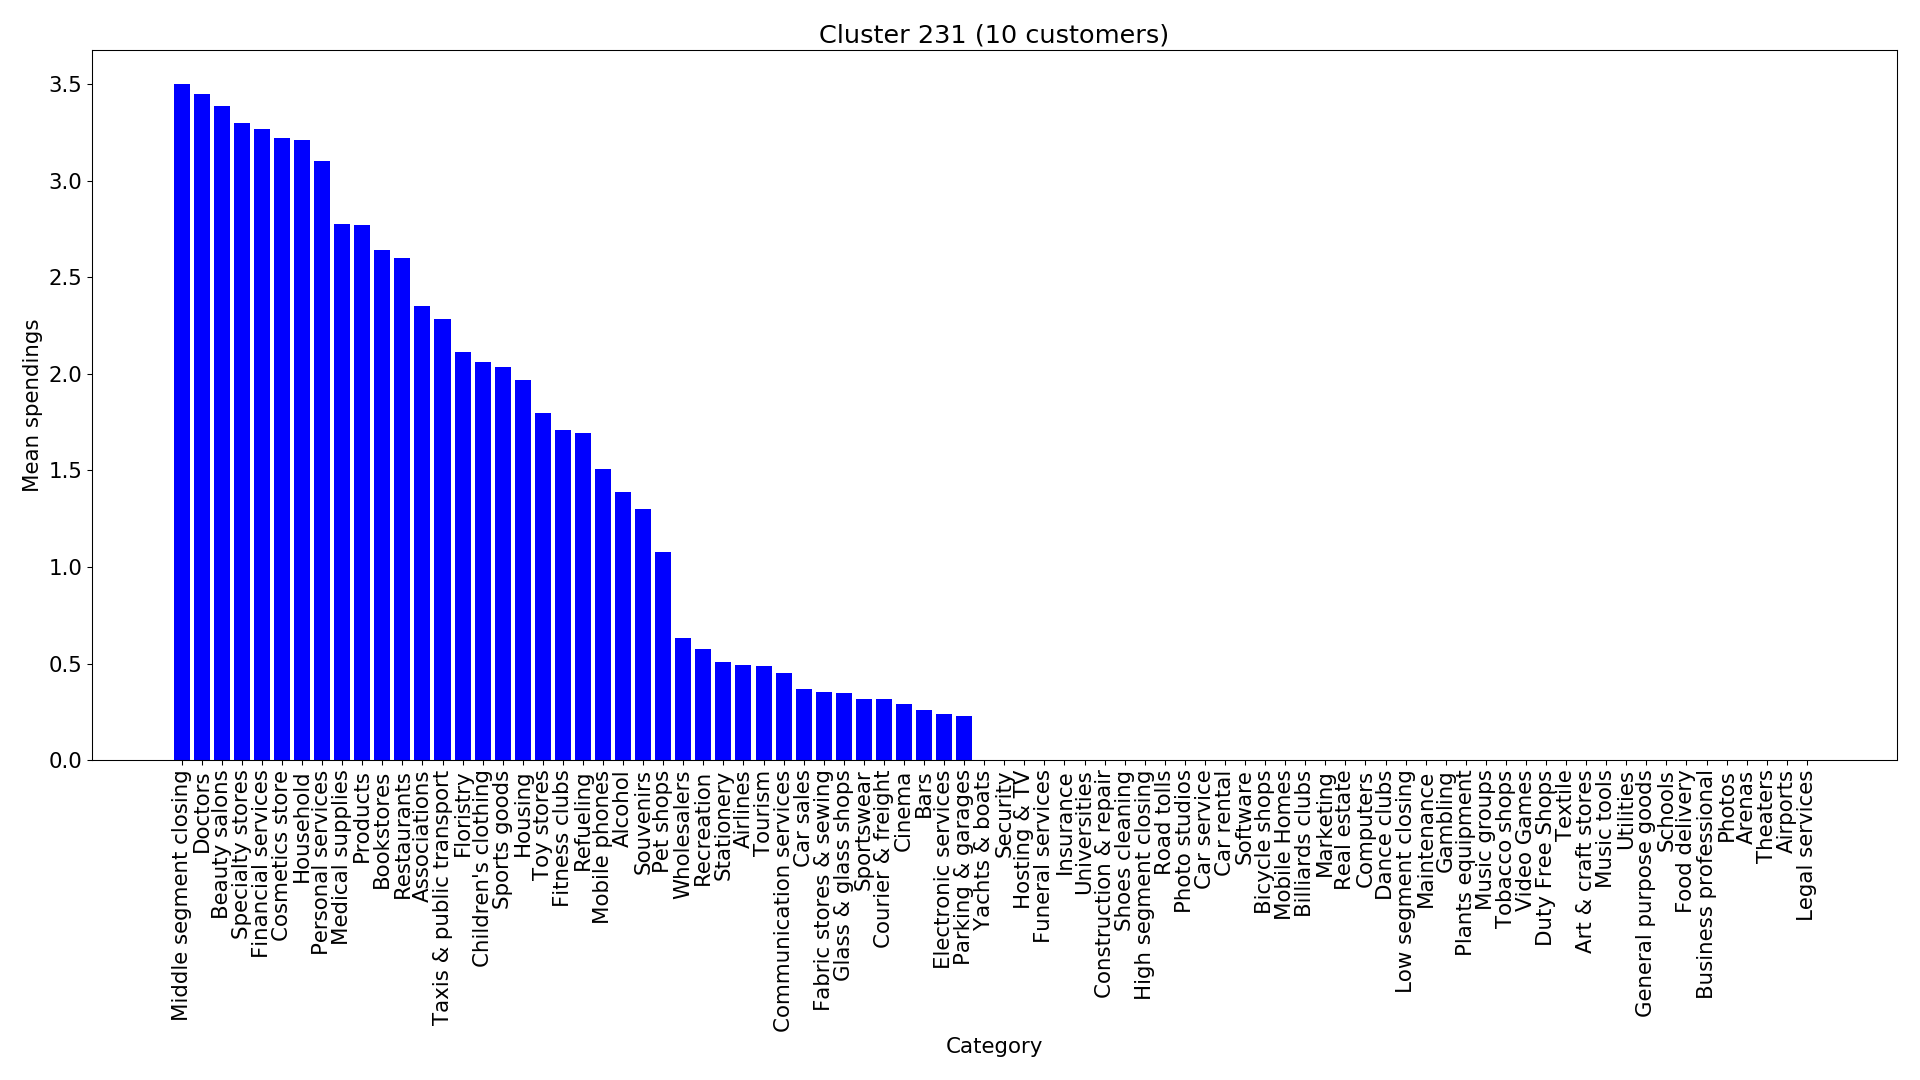 Cluster 231 (10 customers)
Mean spendings
3.5
3.0
2.5
2.0
1.5
1.0
0.5
0.0
Middle segment closing
Doctors
Beauty salons
Specialty stores
Financial services
Cosmetics store
Household
Personal services
Medical supplies
Products
Bookstores
Restaurants
Associations
Taxis & public transport
Floristry
Children's clothing
Sports goods
Housing
Toy stores
Fitness clubs
Refueling
Mobile phones
Alcohol
Souvenirs
Pet shops
Wholesalers
Recreation
Stationery
Airlines
Tourism
Communication services
Car sales
Fabric stores & sewing
Glass & glass shops
Sportswear
Courier & freight
Cinema
Bars
Electronic services
Parking & garages
Yachts & boats
Security
Hosting & TV
Funeral services
Insurance
Universities
Construction & repair
Shoes cleaning
High segment closing
Road tolls
Photo studios
Car service
Car rental
Software
Bicycle shops
Mobile Homes
Billiards clubs
Marketing
Real estate
Computers
Dance clubs
Low segment closing
Maintenance
Gambling
Plants equipment
Music groups
Tobacco shops
Video Games
Duty Free Shops
Textile
Art & craft stores
Music tools
Utilities
General purpose goods
Schools
Food delivery
Business professional
Photos
Arenas
Theaters
Airports
Legal services
Category